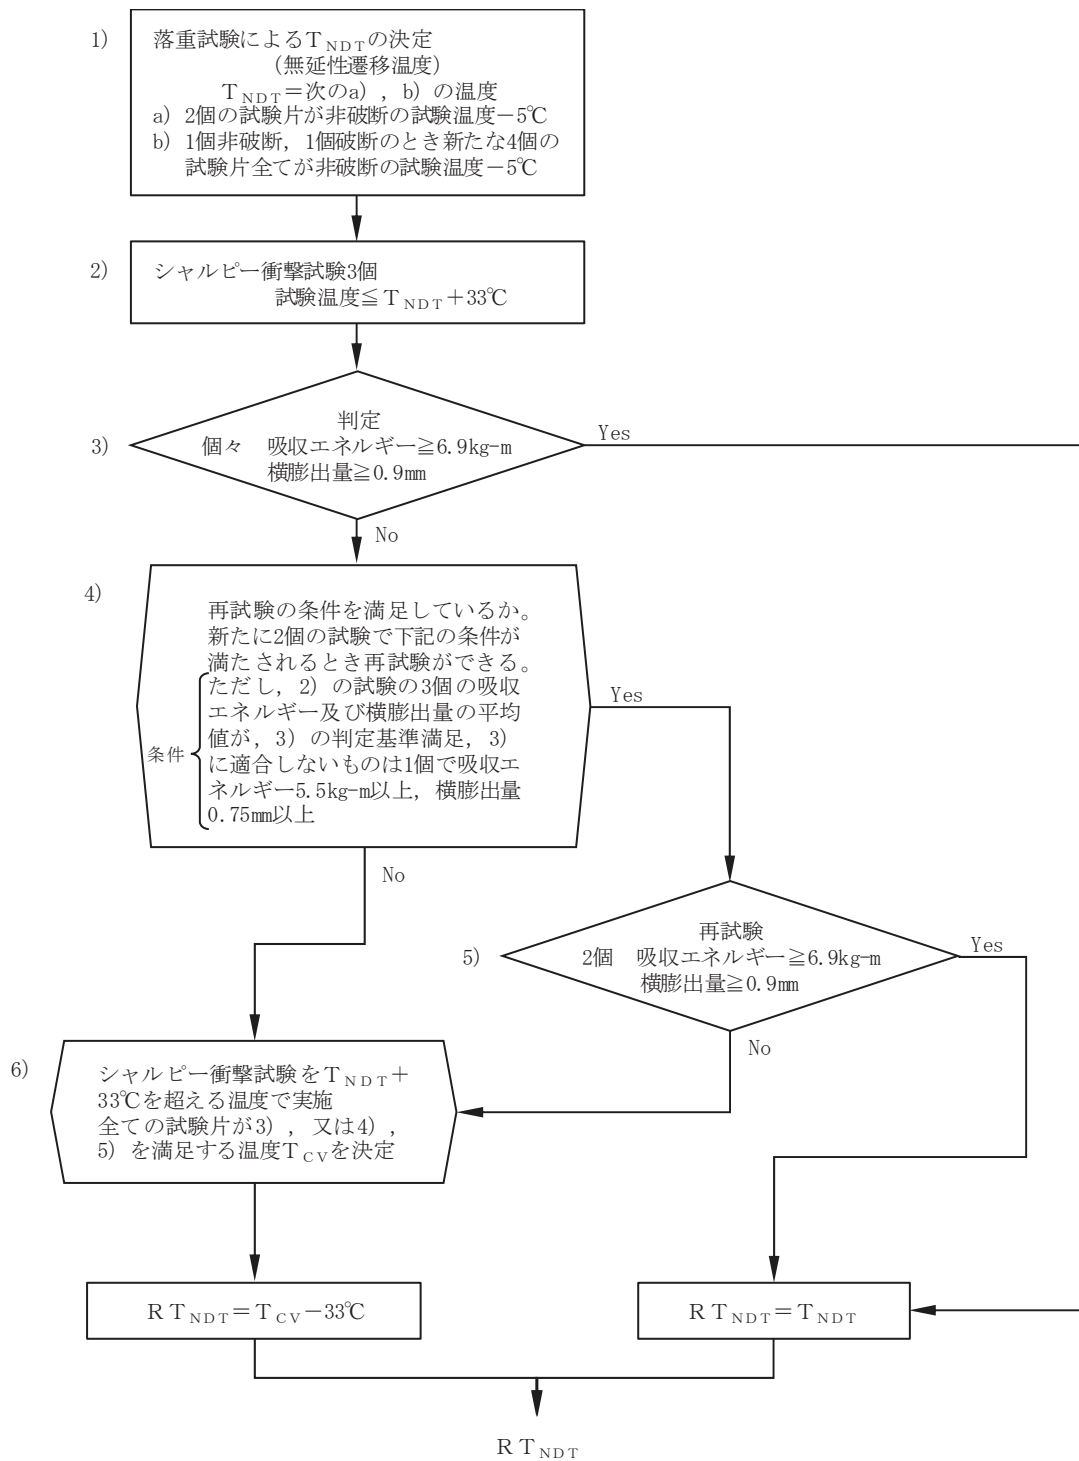 1)
落重試験によるTNDTの決定
(無延性遷移温度)
TNDT=次のa), b)の温度
a) 2個の試験片が非破断の試験温度-5℃
b) 1個非破断, 1個破断のとき新たな4個の
試験片全てが非破断の試験温度-5℃
2)
シャルピー衝撃試験3個
試験温度≦TNDT+33℃
3)
判定
個々 吸収エネルギー≧6.9kg-m
横膨出量≧0.9mm
Yes
No
4)
再試験の条件を満足しているか。
新たに2個の試験で下記の条件が
満たされるとき再試験ができる。
条件
ただし, 2)の試験の3個の吸収
エネルギー及び横膨出量の平均
値が, 3)の判定基準満足, 3)
に適合しないものは1個で吸収エ
ネルギー5.5kg-m以上, 横膨出量
0.75mm以上
Yes
No
5)
再試験
2個 吸収エネルギー≧6.9kg-m
横膨出量≧0.9mm
Yes
No
6)
シャルピー衝撃試験をTNDT+
33℃を超える温度で実施
全ての試験片が3), 又は4),
5)を満足する温度TCVを決定
RTNDT=TCV-33℃
RTNDT=TNDT
RTNDT